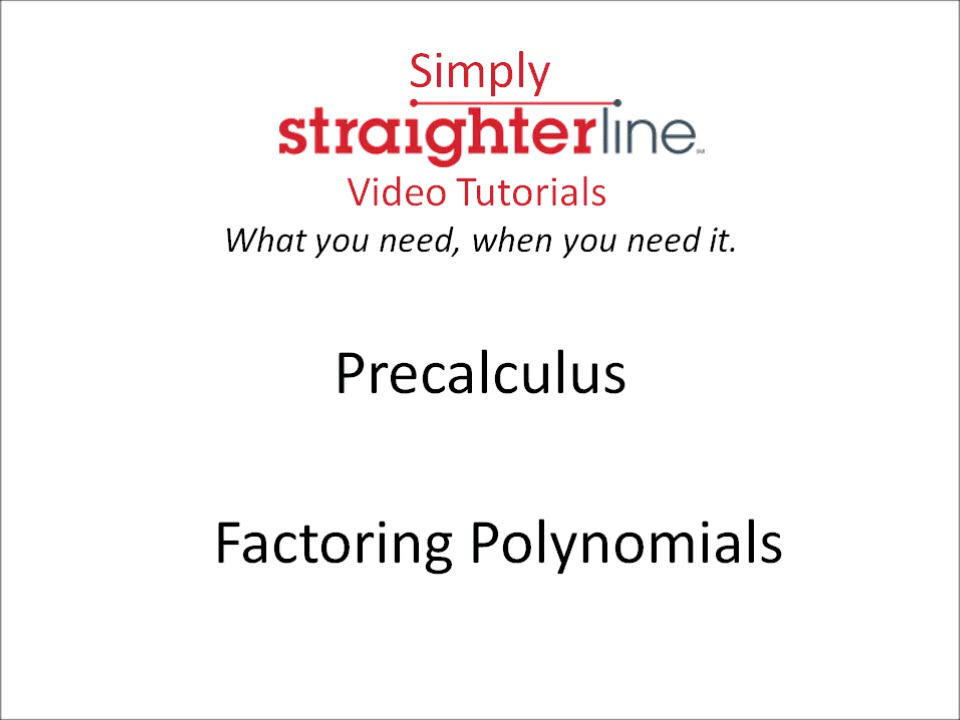 Simply
straighterline
Video Tutorials
What you need, when you need it.
Precalculus
Factoring Polynomials